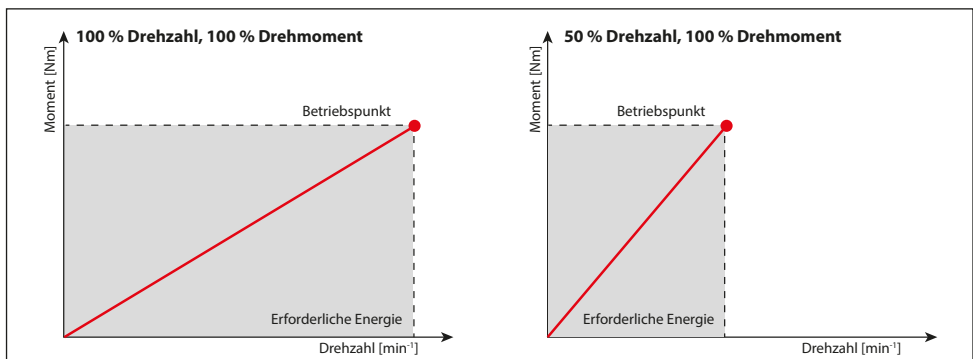 100 % Drehzahl, 100 % Drehmoment
Moment [Nm]
Betriebspunkt
Erforderliche Energie
Drehzahl [min⁻¹]
50 % Drehzahl, 100 % Drehmoment
Moment [Nm]
Betriebspunkt
Erforderliche Energie
Drehzahl [min⁻¹]